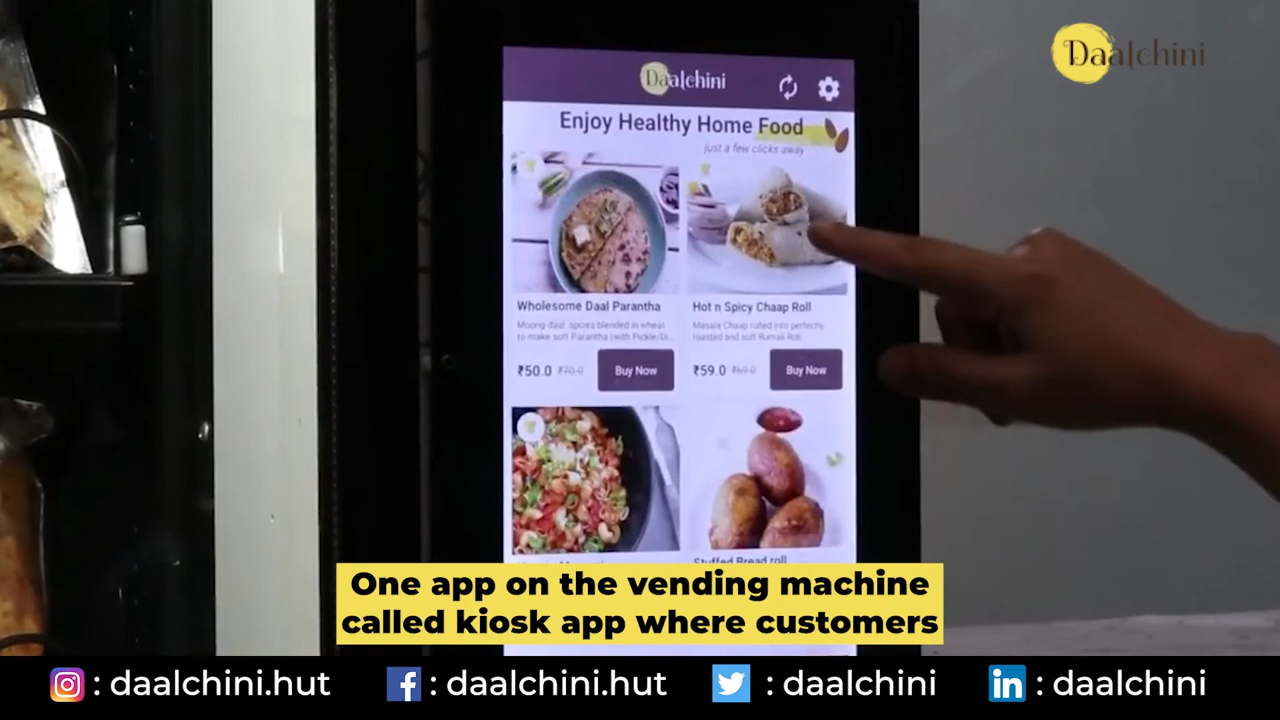 Daalchini
Daalchini
Enjoy Healthy Home Food
just a few clicks away
Wholesome Daal Parantha
Hot n Spicy Chaap Roll
Moong-daal, spices blended in wheat
to make soft Parantha (with Pickle/Di...
Masala Chaap rolled into perfectly
roasted and soft Rumali Roti
₹50.0 ₹70.0 Buy Now
₹59.0 ₹69.0 Buy Now
Stuffed Bread roll
One app on the vending machine
called kiosk app where customers
: daalchini.hut : daalchini.hut : daalchini : daalchini